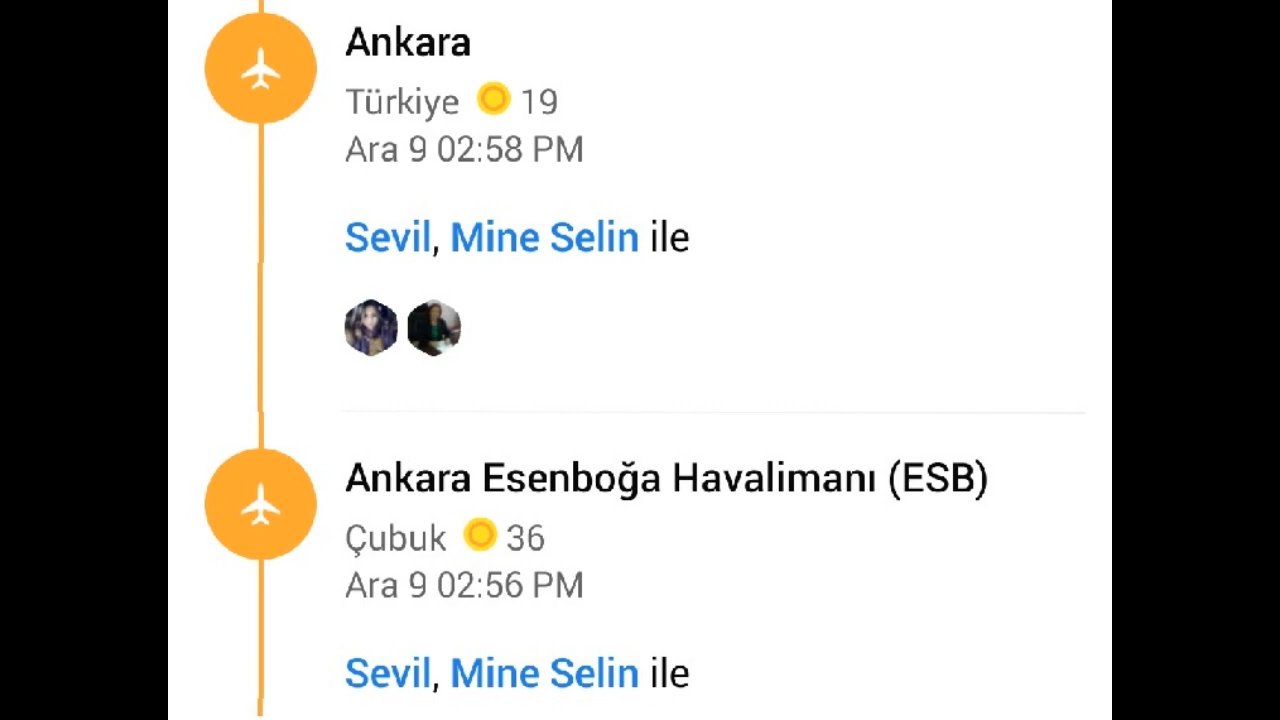 Ankara
Türkiye 19
Ara 9 02:58 PM
Sevil, Mine Selin ile
Ankara Esenboğa Havalimanı (ESB)
Çubuk 36
Ara 9 02:56 PM
Sevil, Mine Selin ile